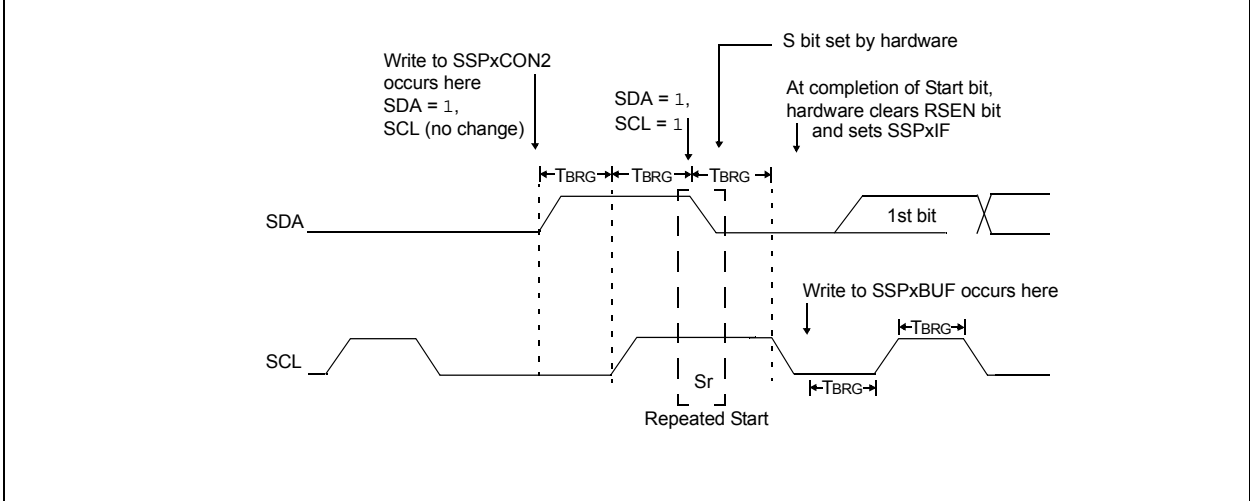 S bit set by hardware
Write to SSPxCON2
occurs here
SDA = 1,
SCL (no change)
SDA = 1,
SCL = 1
At completion of Start bit,
hardware clears RSEN bit
and sets SSPxIF
TBRG TBRG TBRG
SDA
1st bit
Write to SSPxBUF occurs here
TBRG
SCL
Sr
TBRG
Repeated Start